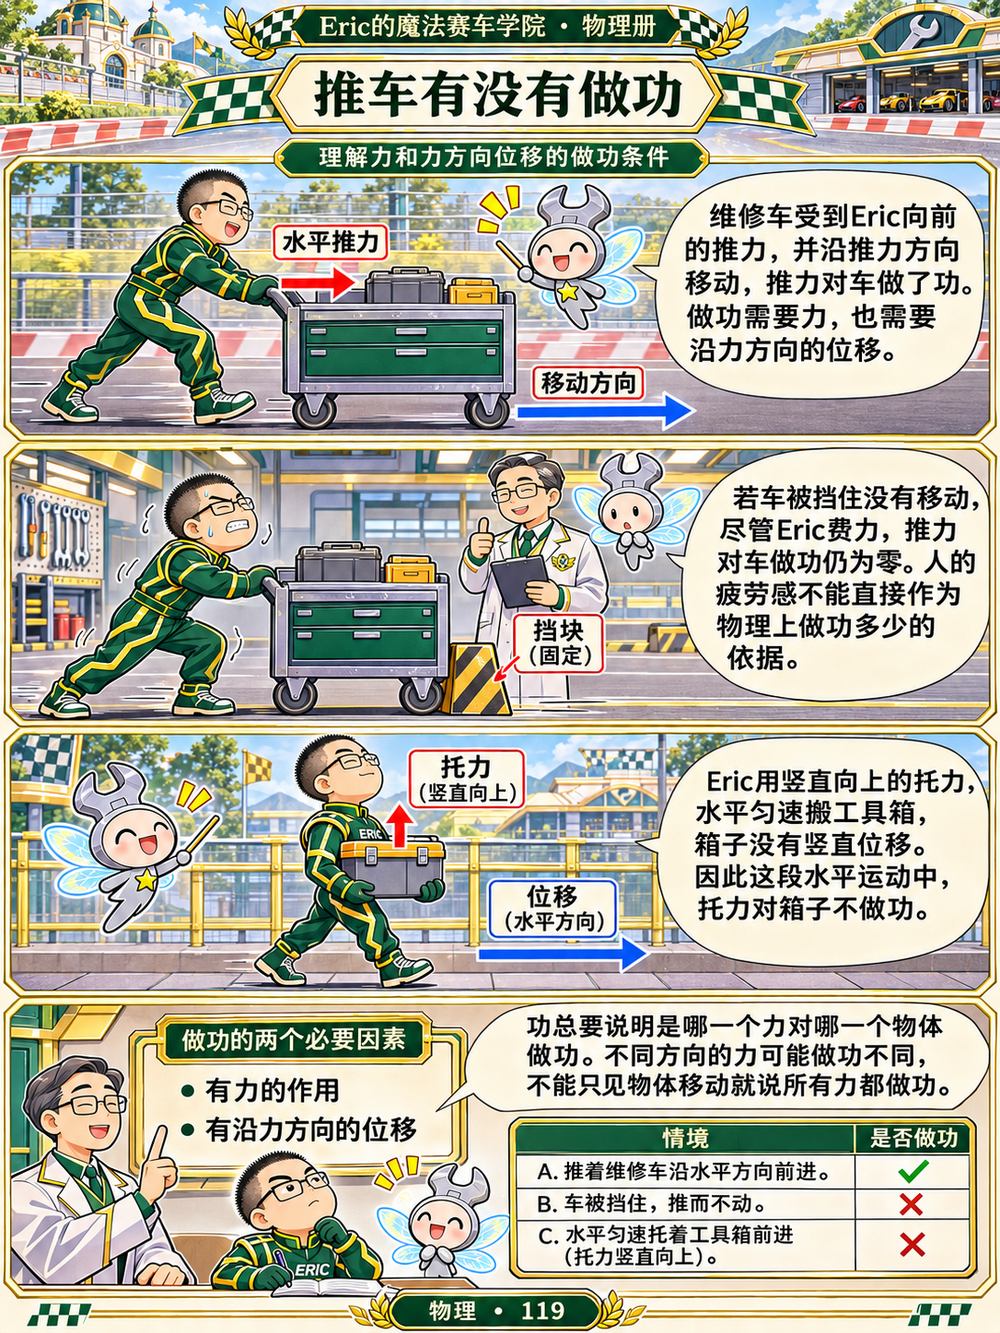 Eric的魔法赛车学院 · 物理册
推车有没有做功
理解力和力方向位移的做功条件
水平推力
移动方向
维修车受到Eric向前
的推力，并沿推力方向
移动，推力对车做了功。
做功需要力，也需要
沿力方向的位移。
挡块
（固定）
若车被挡住没有移动，
尽管Eric费力，推力
对车做功仍为零。人的
疲劳感不能直接作为
物理上做功多少的
依据。
托力
（竖直向上）
ERIC
位移
（水平方向）
Eric用竖直向上的托力，
水平匀速搬工具箱，
箱子没有竖直位移。
因此这段水平运动中，
托力对箱子不做功。
做功的两个必要因素
• 有力的作用
• 有沿力方向的位移
功总要说明是哪一个力对哪一个物体
做功。不同方向的力可能做功不同，
不能只见物体移动就说所有力都做功。
情境 是否做功
A. 推着维修车沿水平方向前进。 ✓
B. 车被挡住，推而不动。 ✗
C. 水平匀速托着工具箱前进 ✗
（托力竖直向上）。
ERIC
物理 · 119